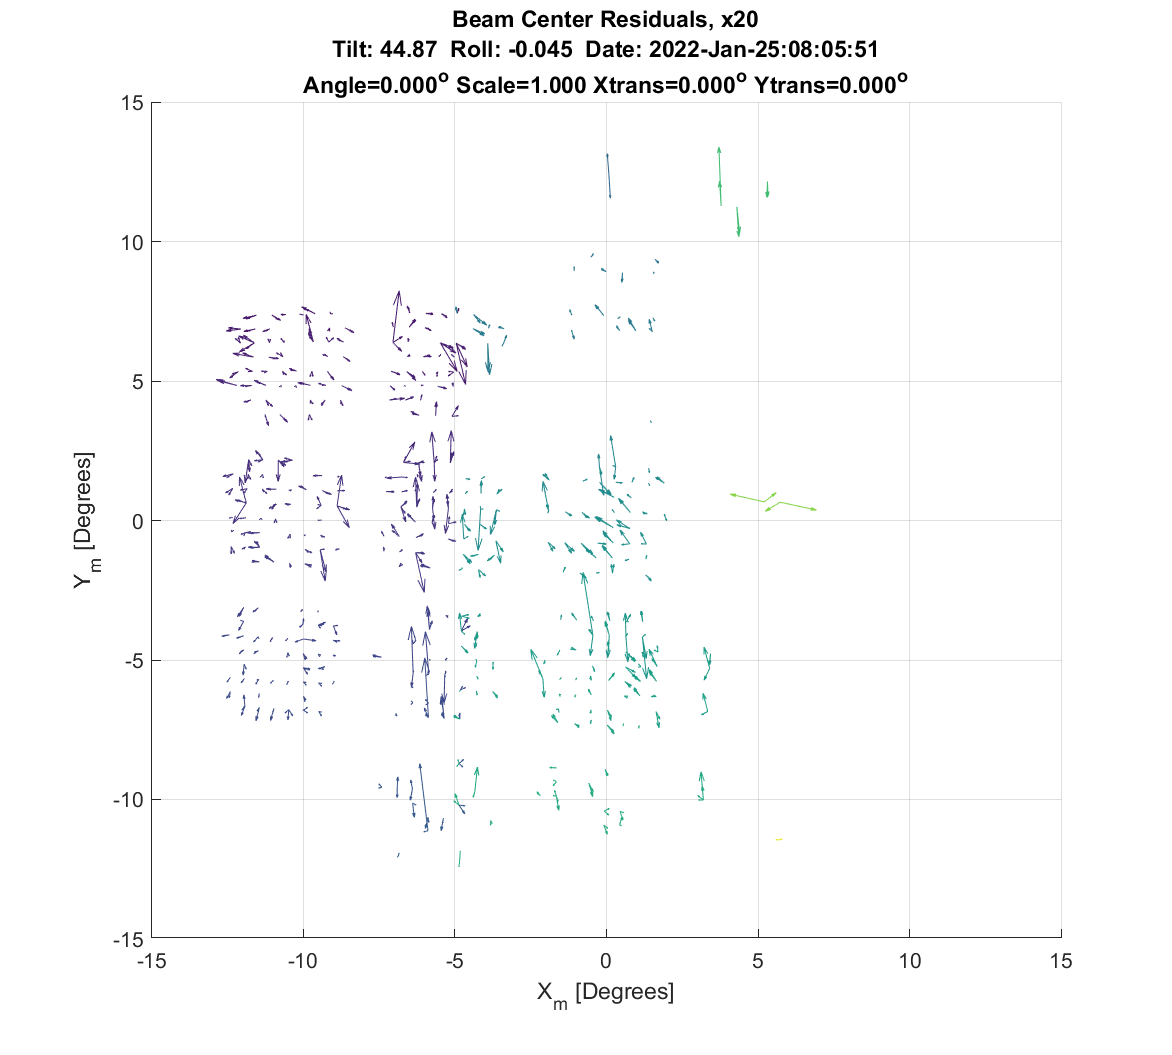 Beam Center Residuals, x20
Tilt: 44.87 Roll: -0.045 Date: 2022-Jan-25:08:05:51
Angle=0.000° Scale=1.000 Xtrans=0.000° Ytrans=0.000°
15
10
5
0
-5
-10
-15
Y_m [Degrees]
-15 -10 -5 0 5 10 15
X_m [Degrees]